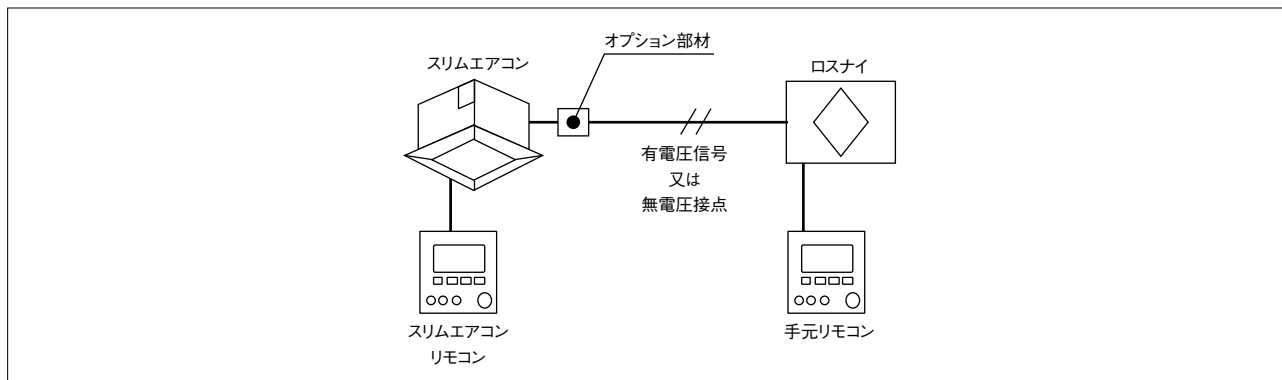 オプション部材
スリムエアコン
ロスナイ
有電圧信号
又は
無電圧接点
スリムエアコン
リモコン
手元リモコン